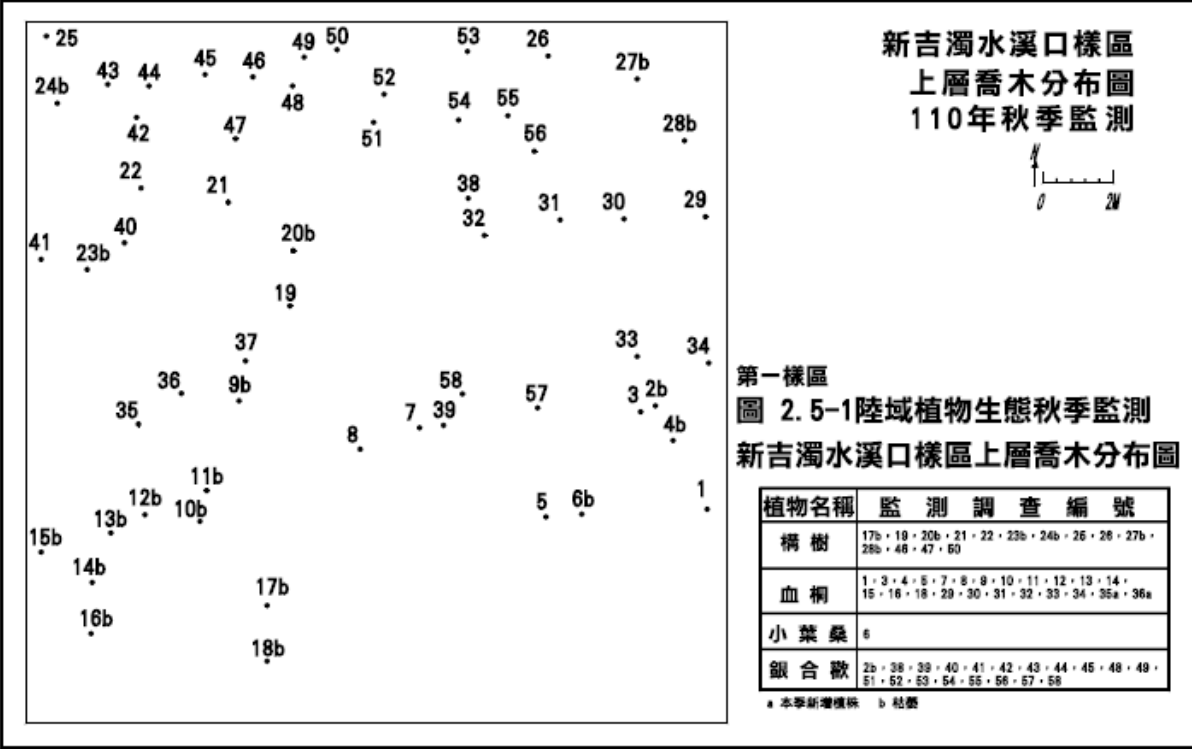 新吉濁水溪口樣區
上層喬木分布圖
110年秋季監測
N
0 2M
25
43
44
45
46
49
50
53
26
27b
24b
42
47
48
52
51
54
55
56
28b
22
21
38
32
31
30
29
41
23b
40
20b
19
37
36
9b
35
33
34
58
57
3
2b
7
39
8
4b
11b
12b
10b
13b
15b
14b
16b
17b
18b
5
6b
1
第一樣區
圖 2.5-1陸域植物生態秋季監測
新吉濁水溪口樣區上層喬木分布圖
植物名稱 監測調查編號
構樹 17b，19，20b，21，22，23b，24b，25，26，27b，
28b，46，47，50
血桐 1，3，4，5，7，8，9，10，11，12，13，14，
15，16，18，29，30，31，32，33，34，35a，36a
小葉桑 6
銀合歡 2b，38，39，40，41，42，43，44，45，48，49，
51，52，53，54，55，56，57，58
a 本季新增植株 b 枯萎